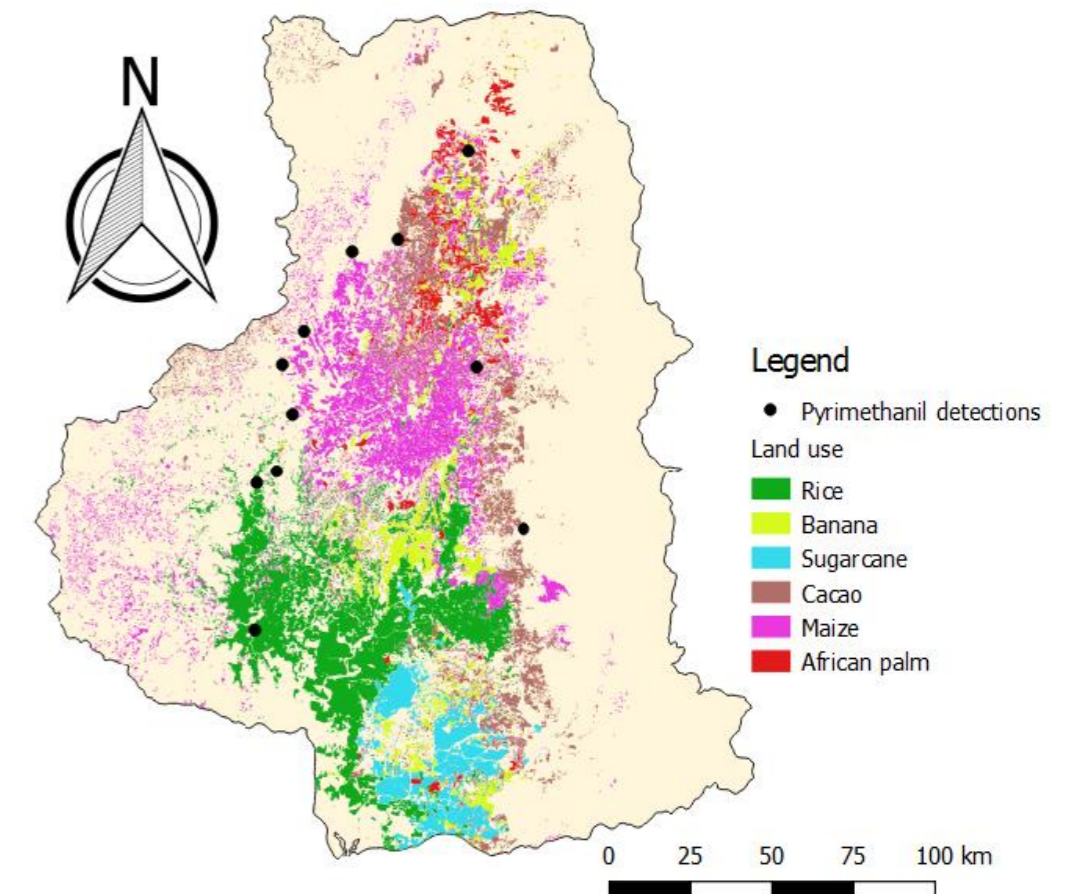 N
Legend
Pyrimethanil detections
Land use
Rice
Banana
Sugarcane
Cacao
Maize
African palm
0 25 50 75 100 km